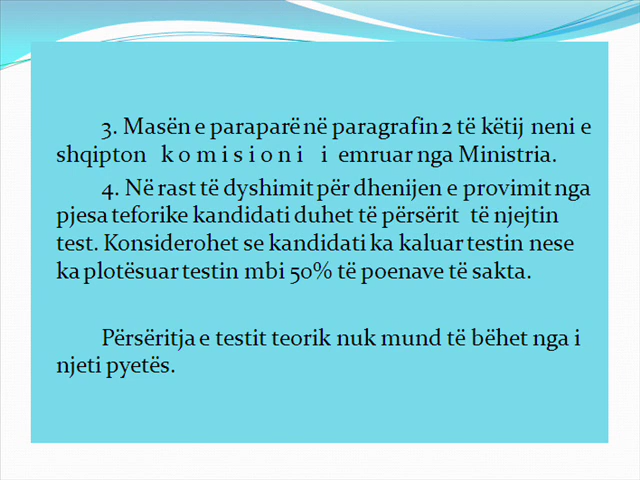 3. Masën e paraparë në paragrafin 2 të këtij neni e
shqipton k o m i s i o n i i emruar nga Ministria.
4. Në rast të dyshimit për dhenijen e provimit nga
pjesa teforike kandidati duhet të përsërit të njejtin
test. Konsiderohet se kandidati ka kaluar testin nese
ka plotësuar testin mbi 50% të poenave të sakta.
Përsëritja e testit teorik nuk mund të bëhet nga i
njeti pyetës.